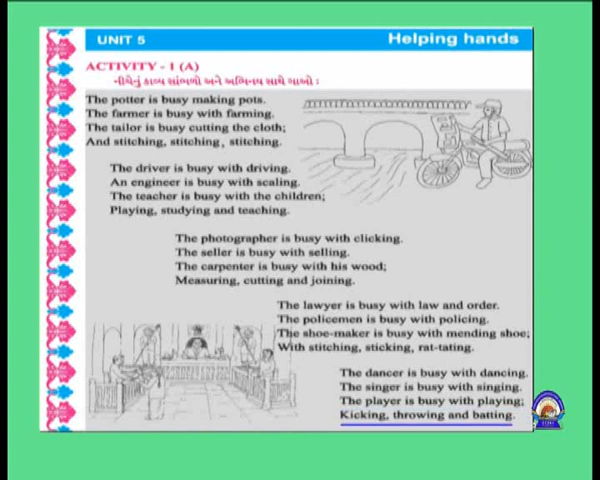 UNIT 5
Helping hands
ACTIVITY - 1 (A)
નીચેનું કાવ્ય સાંભળો અને અભિનય સાથે ગાઓ :
The potter is busy making pots.
The farmer is busy with farming.
The tailor is busy cutting the cloth;
And stitching, stitching, stitching.
The driver is busy with driving.
An engineer is busy with scaling.
The teacher is busy with the children;
Playing, studying and teaching.
The photographer is busy with clicking.
The seller is busy with selling.
The carpenter is busy with his wood;
Measuring, cutting and joining.
The lawyer is busy with law and order.
The policemen is busy with policing.
The shoe-maker is busy with mending shoe;
With stitching, sticking, rat-tating.
The dancer is busy with dancing.
The singer is busy with singing.
The player is busy with playing;
Kicking, throwing and batting.